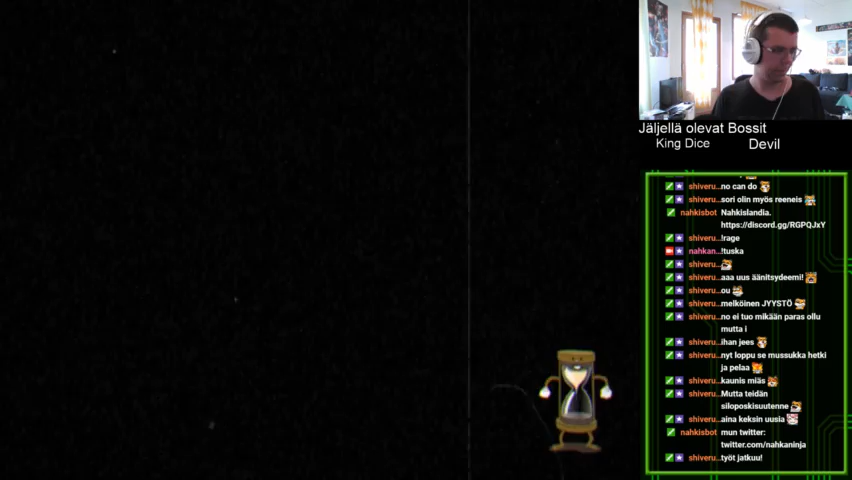 Jäljellä olevat Bossit
King Dice Devil
shiveru...no can do
shiveru...sori olin myös reeneis
nahkisbot Nahkislandia.
https://discord.gg/RGPQJxY
shiveru...!rage
nahkan...!tuska
shiveru...
shiveru...aaa uus äänitsydeemi!
shiveru...ou
shiveru...melköinen JYYSTÖ
shiveru...no ei tuo mikään paras ollu
mutta i
shiveru...ihan jees
shiveru...nyt loppu se mussukka hetki
ja pelaa
shiveru...kaunis miäs
shiveru...Mutta teidän
siloposkisuutenne
shiveru...aina keksin uusia
nahkisbot mun twitter:
twitter.com/nahkaninja
shiveru...työt jatkuu!